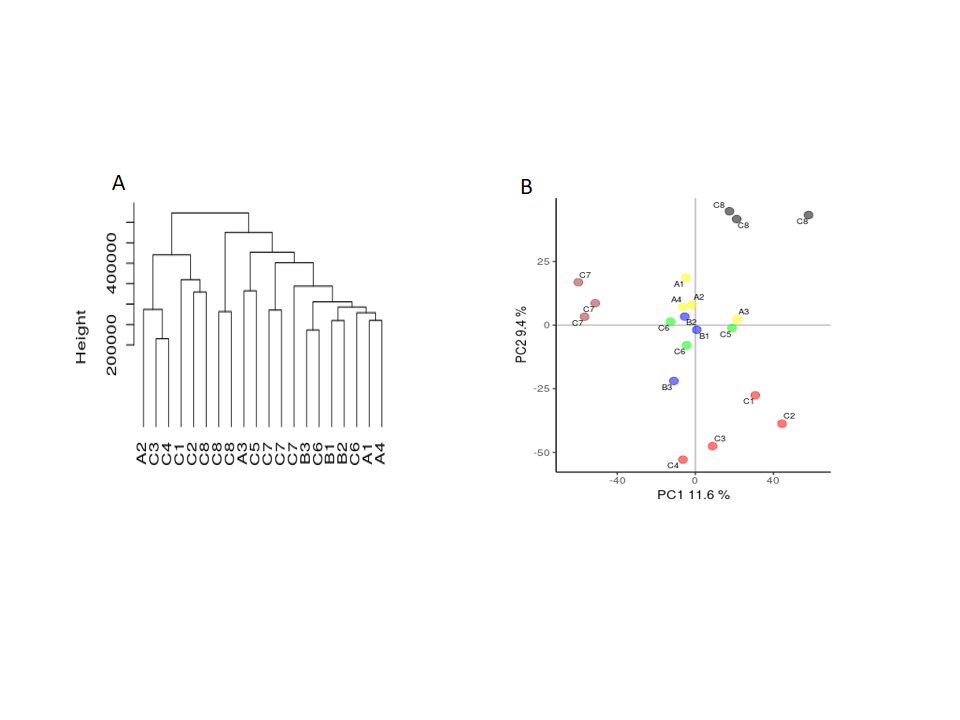 A
Height
200000
400000
A2 C3 C4 C1 C2 C8 C8 C8 A3 C5 C7 C7 C7 B3 C6 B1 B2 C6 A1 A4
B
PC2 9.4 %
25
0
-25
-50
C8
C8
C8
C7
C7
C7
A1
A4
A2
A3
B2
C6
B1
C5
C6
B3
C1
C2
C3
C4
-40 0 40
PC1 11.6 %